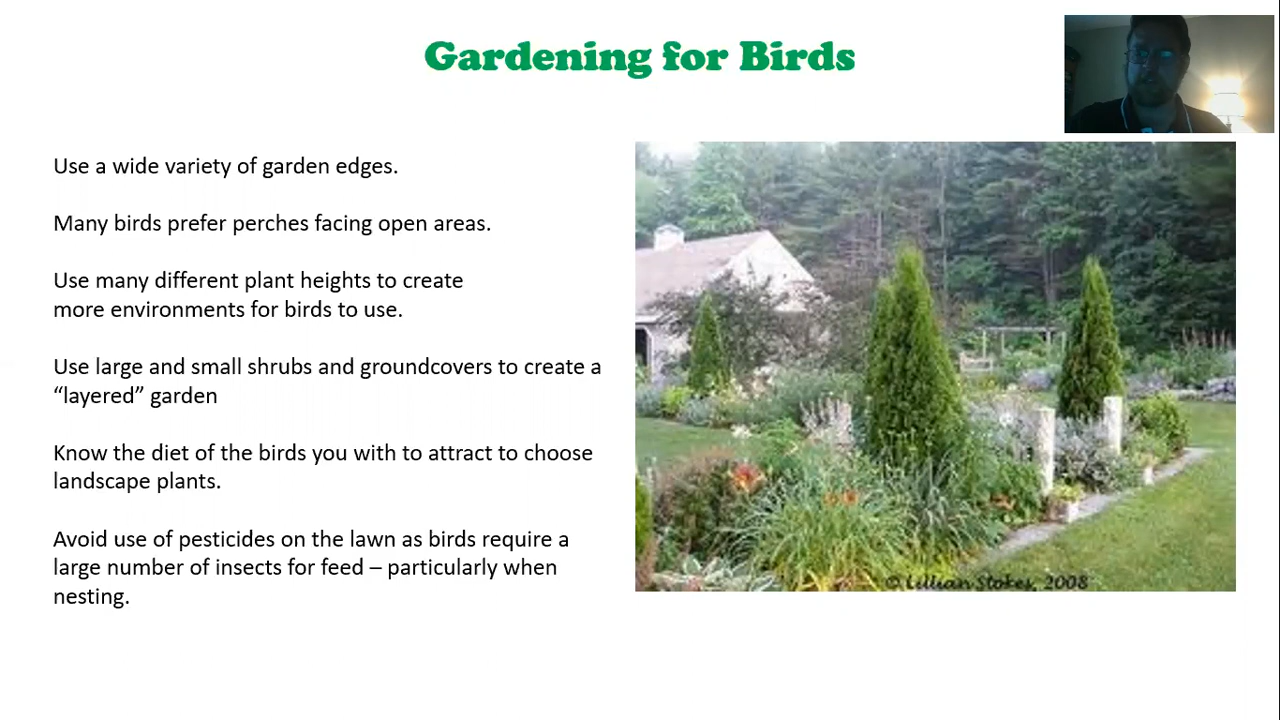 Gardening for Birds
Use a wide variety of garden edges.
Many birds prefer perches facing open areas.
Use many different plant heights to create
more environments for birds to use.
Use large and small shrubs and groundcovers to create a
“layered” garden
Know the diet of the birds you with to attract to choose
landscape plants.
Avoid use of pesticides on the lawn as birds require a
large number of insects for feed – particularly when
nesting.
© Lillian Stokes, 2008